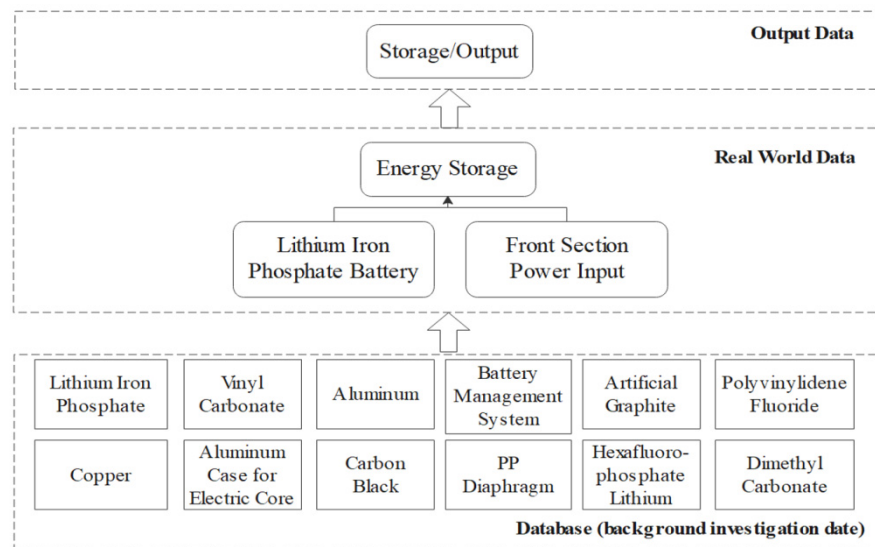 Output Data
Storage/Output
Real World Data
Energy Storage
Lithium Iron
Phosphate Battery
Front Section
Power Input
Lithium Iron
Phosphate
Vinyl
Carbonate
Aluminum
Battery
Management
System
Artificial
Graphite
Polyvinylidene
Fluoride
Copper
Aluminum
Case for
Electric Core
Carbon
Black
PP
Diaphragm
Hexafluoro-
phosphate
Lithium
Dimethyl
Carbonate
Database (background investigation date)